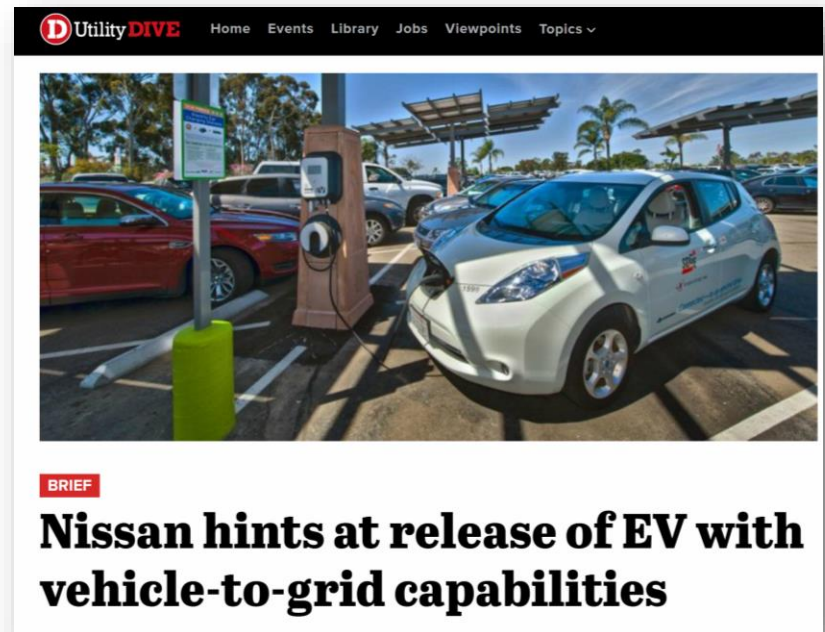 D Utility DIVE Home Events Library Jobs Viewpoints Topics
BRIEF
Nissan hints at release of EV with
vehicle-to-grid capabilities